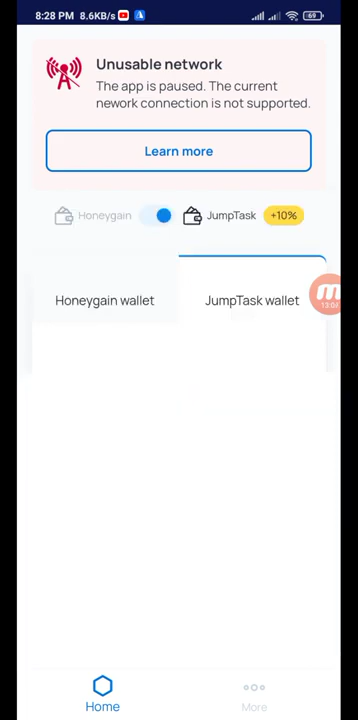 8:28 PM 8.6KB/s 69
Unusable network
The app is paused. The current
nework connection is not supported.
Learn more
Honeygain JumpTask +10%
Honeygain wallet JumpTask wallet
Home More